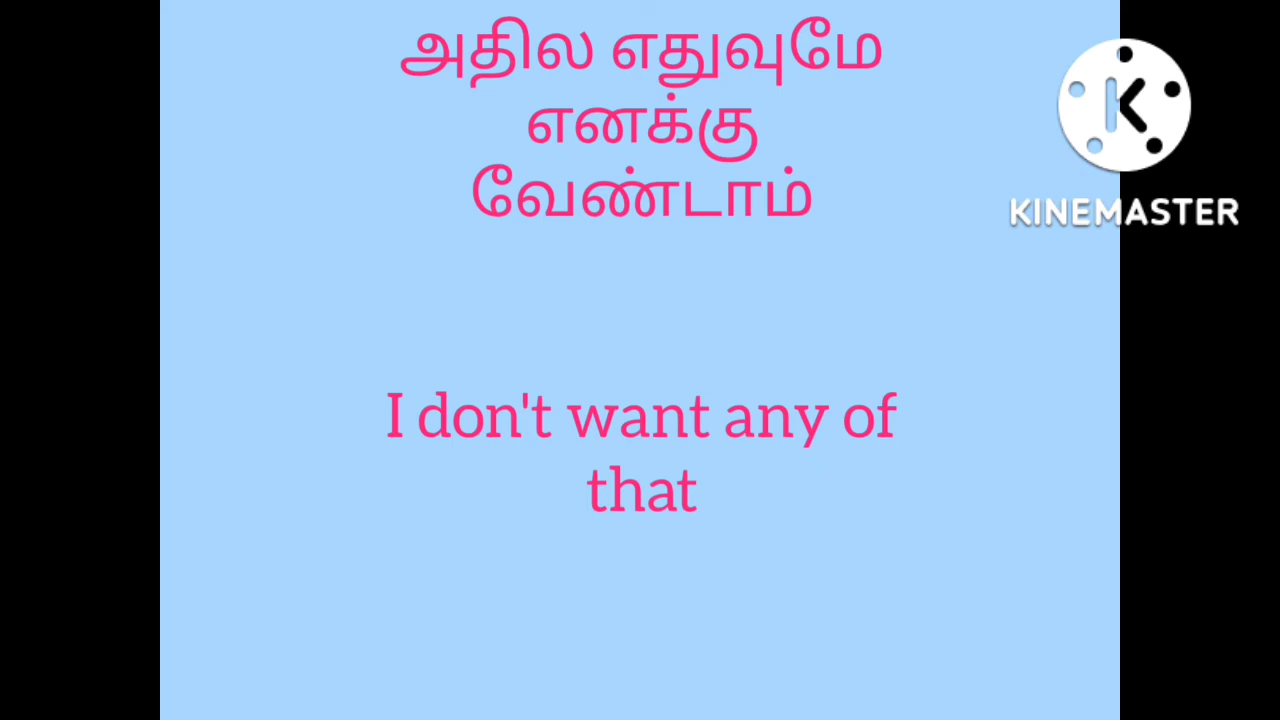 அதில எதுவுமே
எனக்கு
வேண்டாம்
KINEMASTER
I don't want any of
that